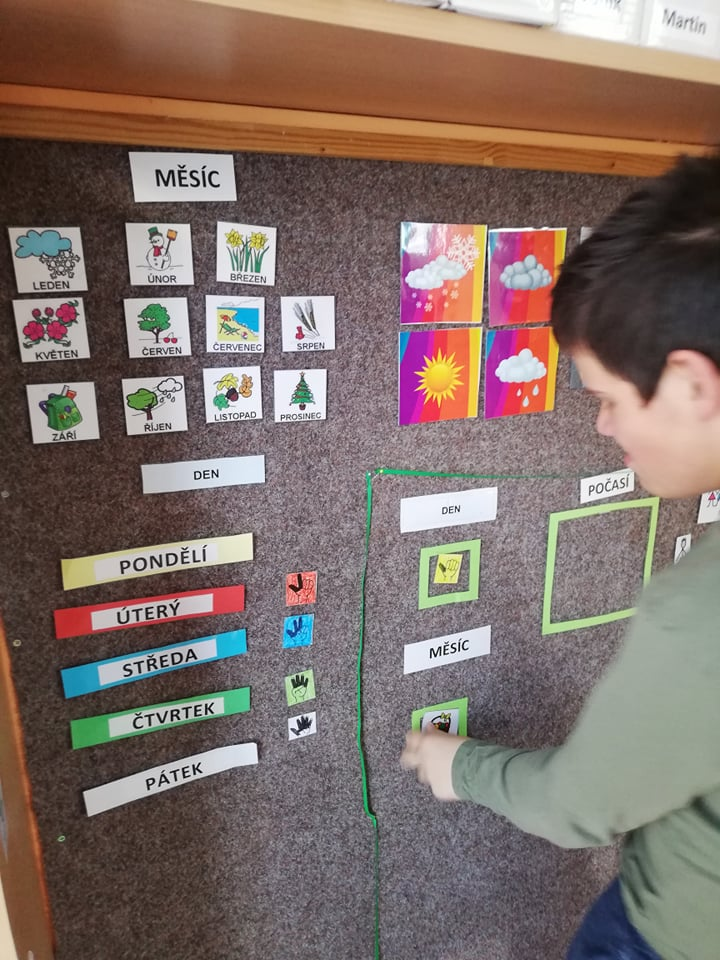 Martin
MĚSÍC
LEDEN
ÚNOR
BŘEZEN
KVĚTEN
ČERVEN
ČERVENEC
SRPEN
ZÁŘÍ
ŘÍJEN
LISTOPAD
PROSINEC
DEN
PONDĚLÍ
ÚTERÝ
STŘEDA
ČTVRTEK
PÁTEK
DEN
POČASÍ
MĚSÍC